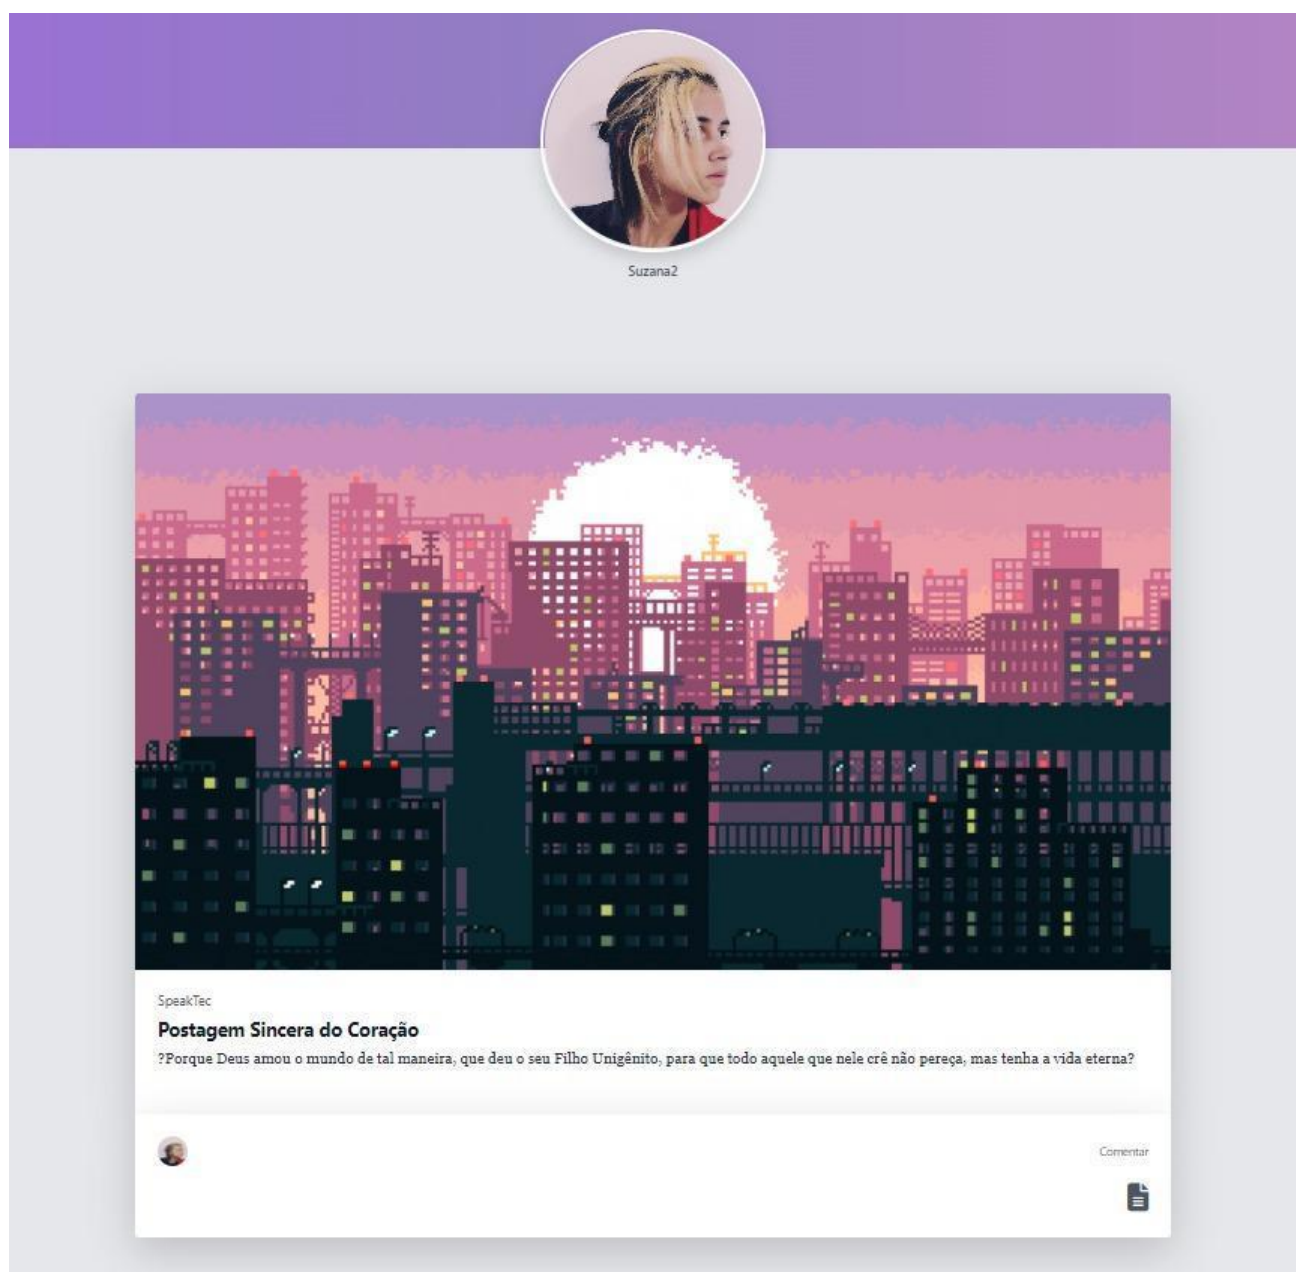 Suzana2
SpeakTec
Postagem Sincera do Coração
?Porque Deus amou o mundo de tal maneira, que deu o seu Filho Unigênito, para que todo aquele que nele crê não pereça, mas tenha a vida eterna?
Comentar